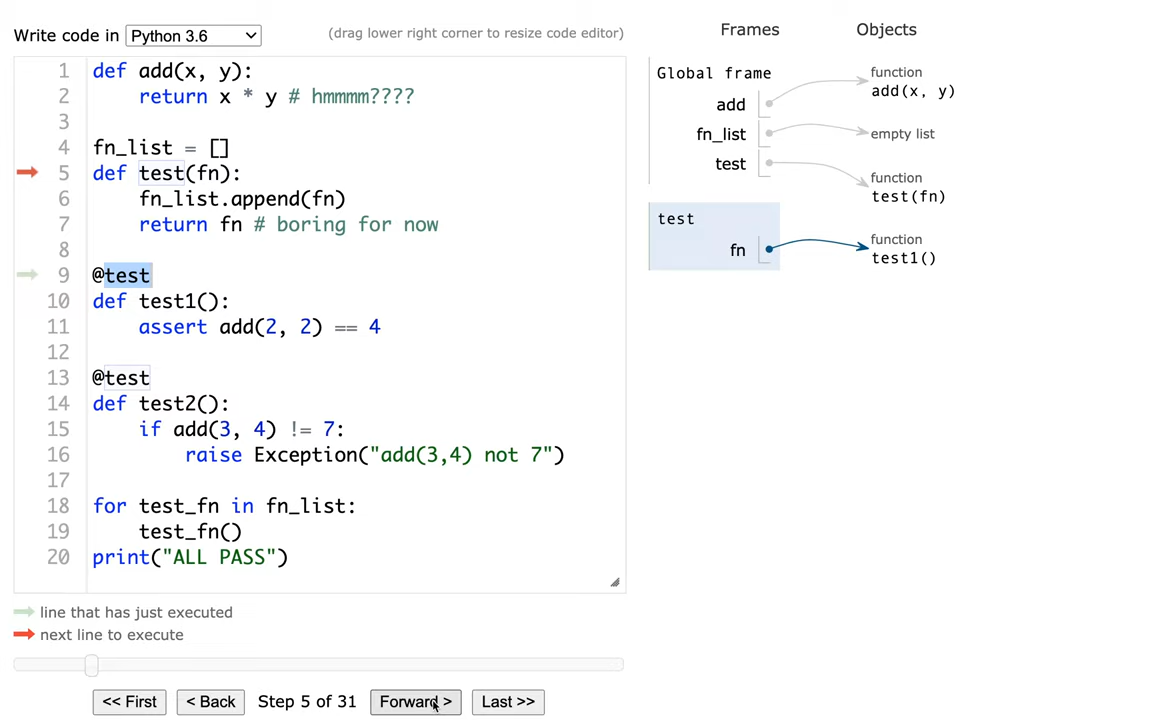 Write code in Python 3.6
(drag lower right corner to resize code editor)
1 def add(x, y):
2     return x * y # hmmmm????
3
4 fn_list = []
5 def test(fn):
6     fn_list.append(fn)
7     return fn # boring for now
8
9 @test
10 def test1():
11     assert add(2, 2) == 4
12
13 @test
14 def test2():
15     if add(3, 4) != 7:
16         raise Exception("add(3,4) not 7")
17
18 for test_fn in fn_list:
19     test_fn()
20 print("ALL PASS")
line that has just executed
next line to execute
<< First < Back Step 5 of 31 Forward > Last >>
Frames Objects
Global frame
add
fn_list
test
function
add(x, y)
empty list
function
test(fn)
test
fn
function
test1()